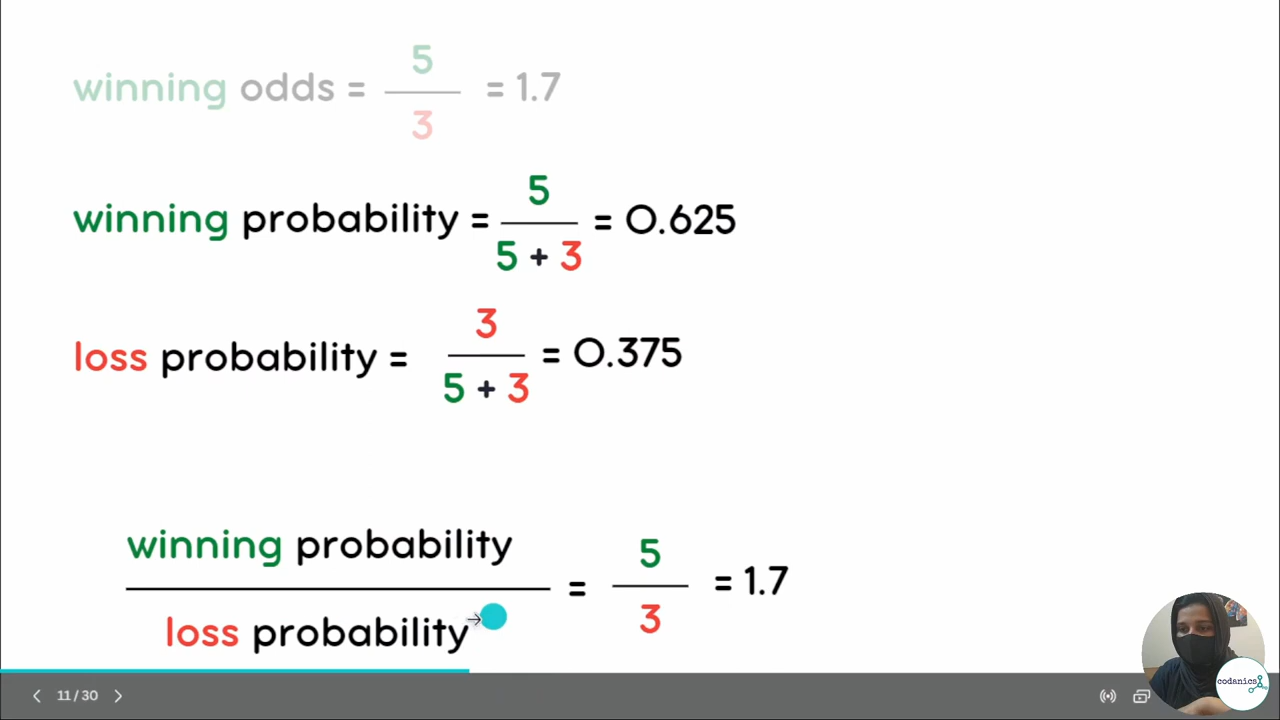 winning odds = 5 / 3 = 1.7
winning probability = 5 / 5 + 3 = 0.625
loss probability = 3 / 5 + 3 = 0.375
winning probability / loss probability = 5 / 3 = 1.7
11 / 30
codanics